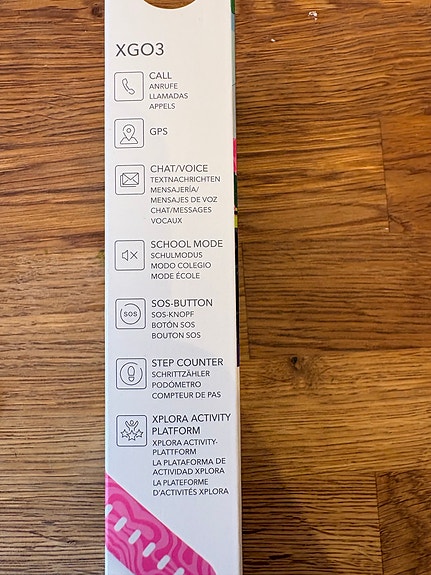 XGO3
CALL
ANRUFE
LLAMADAS
APPELS
GPS
CHAT/VOICE
TEXTNACHRICHTEN
MENSAJERÍA/
MENSAJES DE VOZ
CHAT/MESSAGES
VOCAUX
SCHOOL MODE
SCHULMODUS
MODO COLEGIO
MODE ÉCOLE
SOS
SOS-BUTTON
SOS-KNOPF
BOTÓN SOS
BOUTON SOS
STEP COUNTER
SCHRITTZÄHLER
PODÓMETRO
COMPTEUR DE PAS
XPLORA ACTIVITY
PLATFORM
XPLORA ACTIVITY-
PLATTFORM
LA PLATAFORMA DE
ACTIVIDAD XPLORA
LA PLATEFORME
D'ACTIVITÉS XPLORA